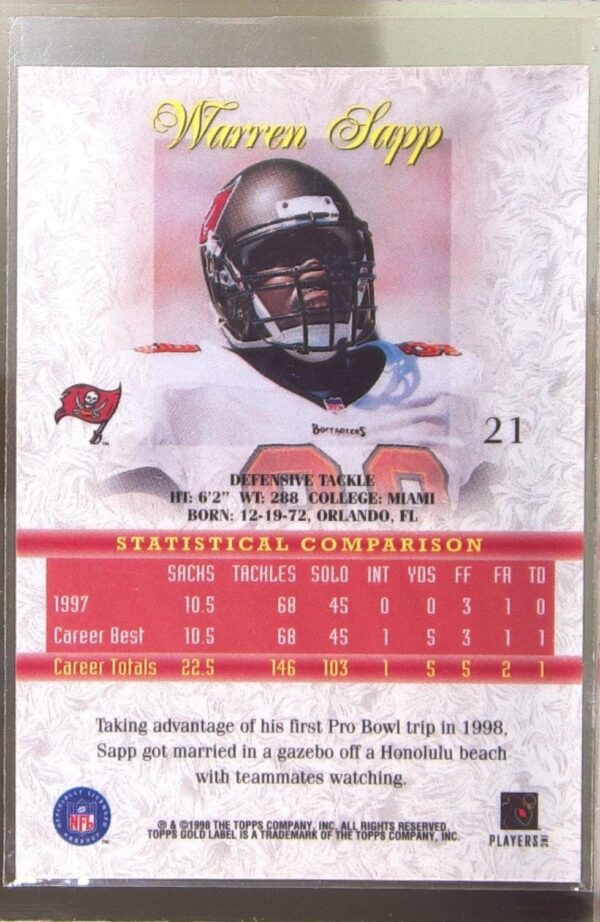 Warren Sapp
BUCCANEERS
21
DEFENSIVE TACKLE
HT: 6'2" WT: 288 COLLEGE: MIAMI
BORN: 12-19-72, ORLANDO, FL
STATISTICAL COMPARISON
SACKS TACKLES SOLO INT YDS FF FR TD
1997 10.5 68 45 0 0 3 1 0
Career Best 10.5 68 45 1 5 3 1 1
Career Totals 22.5 146 103 1 5 5 2 1
Taking advantage of his first Pro Bowl trip in 1998,
Sapp got married in a gazebo off a Honolulu beach
with teammates watching.
OFFICIALLY LICENSED
NFL
PRODUCT
™
℗ & ©1998 THE TOPPS COMPANY, INC. ALL RIGHTS RESERVED.
TOPPS GOLD LABEL IS A TRADEMARK OF THE TOPPS COMPANY, INC.
PLAYERS INC